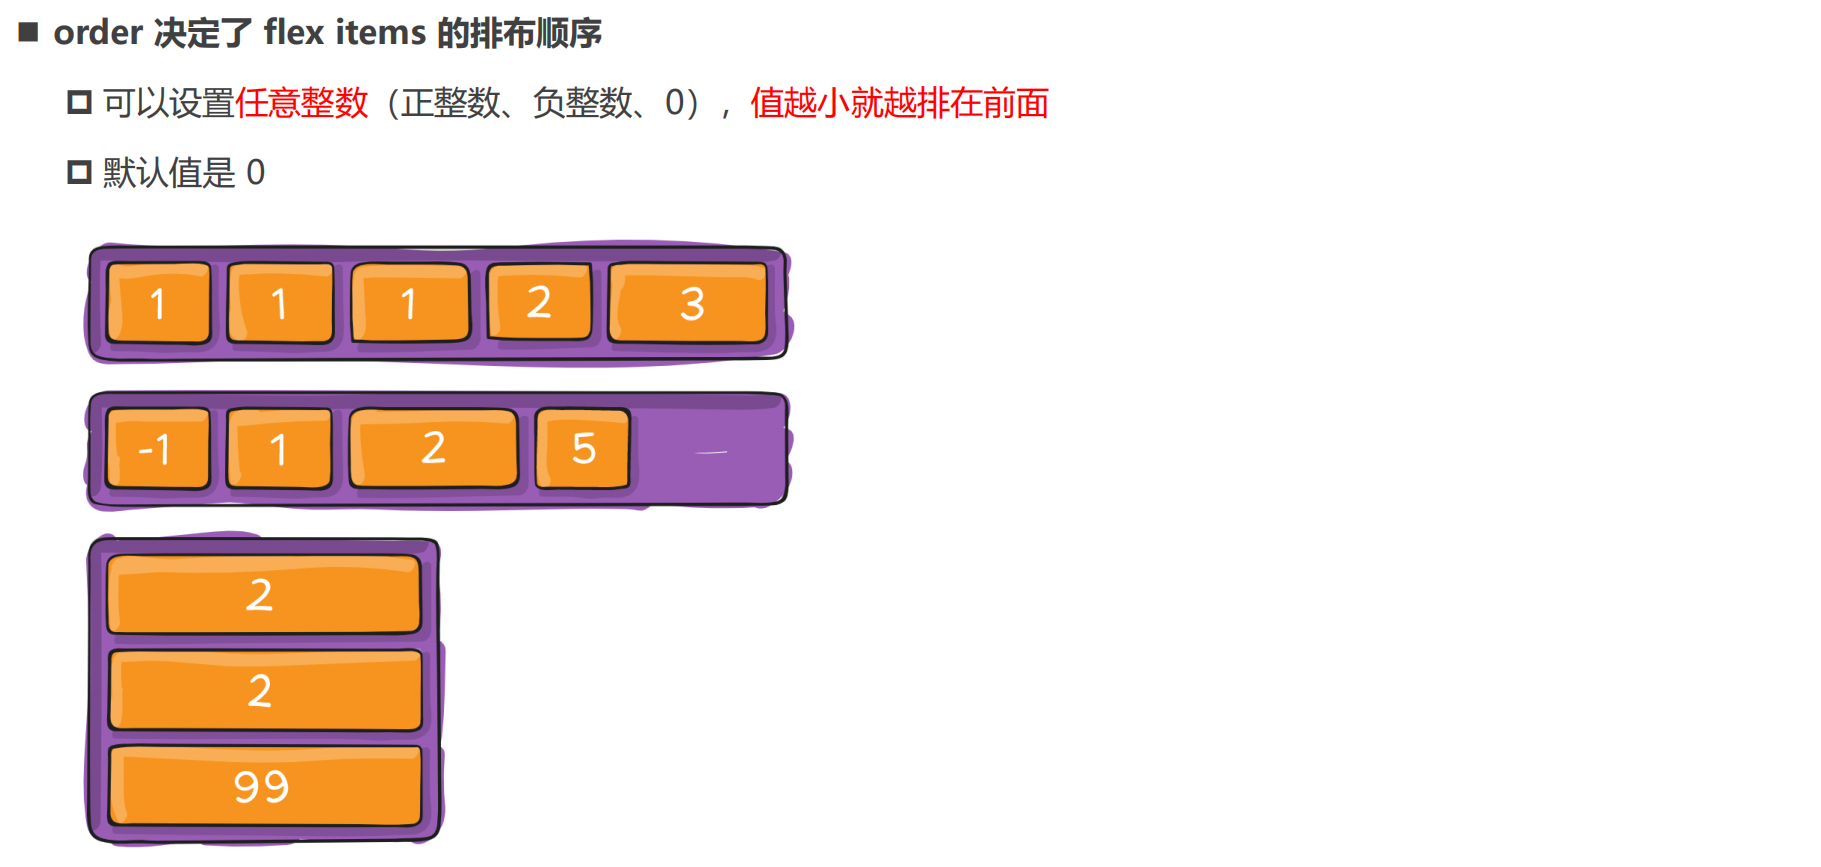 order 决定了 flex items 的排布顺序
可以设置任意整数（正整数、负整数、0），值越小就越排在前面
默认值是 0
1 1 1 2 3
-1 1 2 5
2
2
99